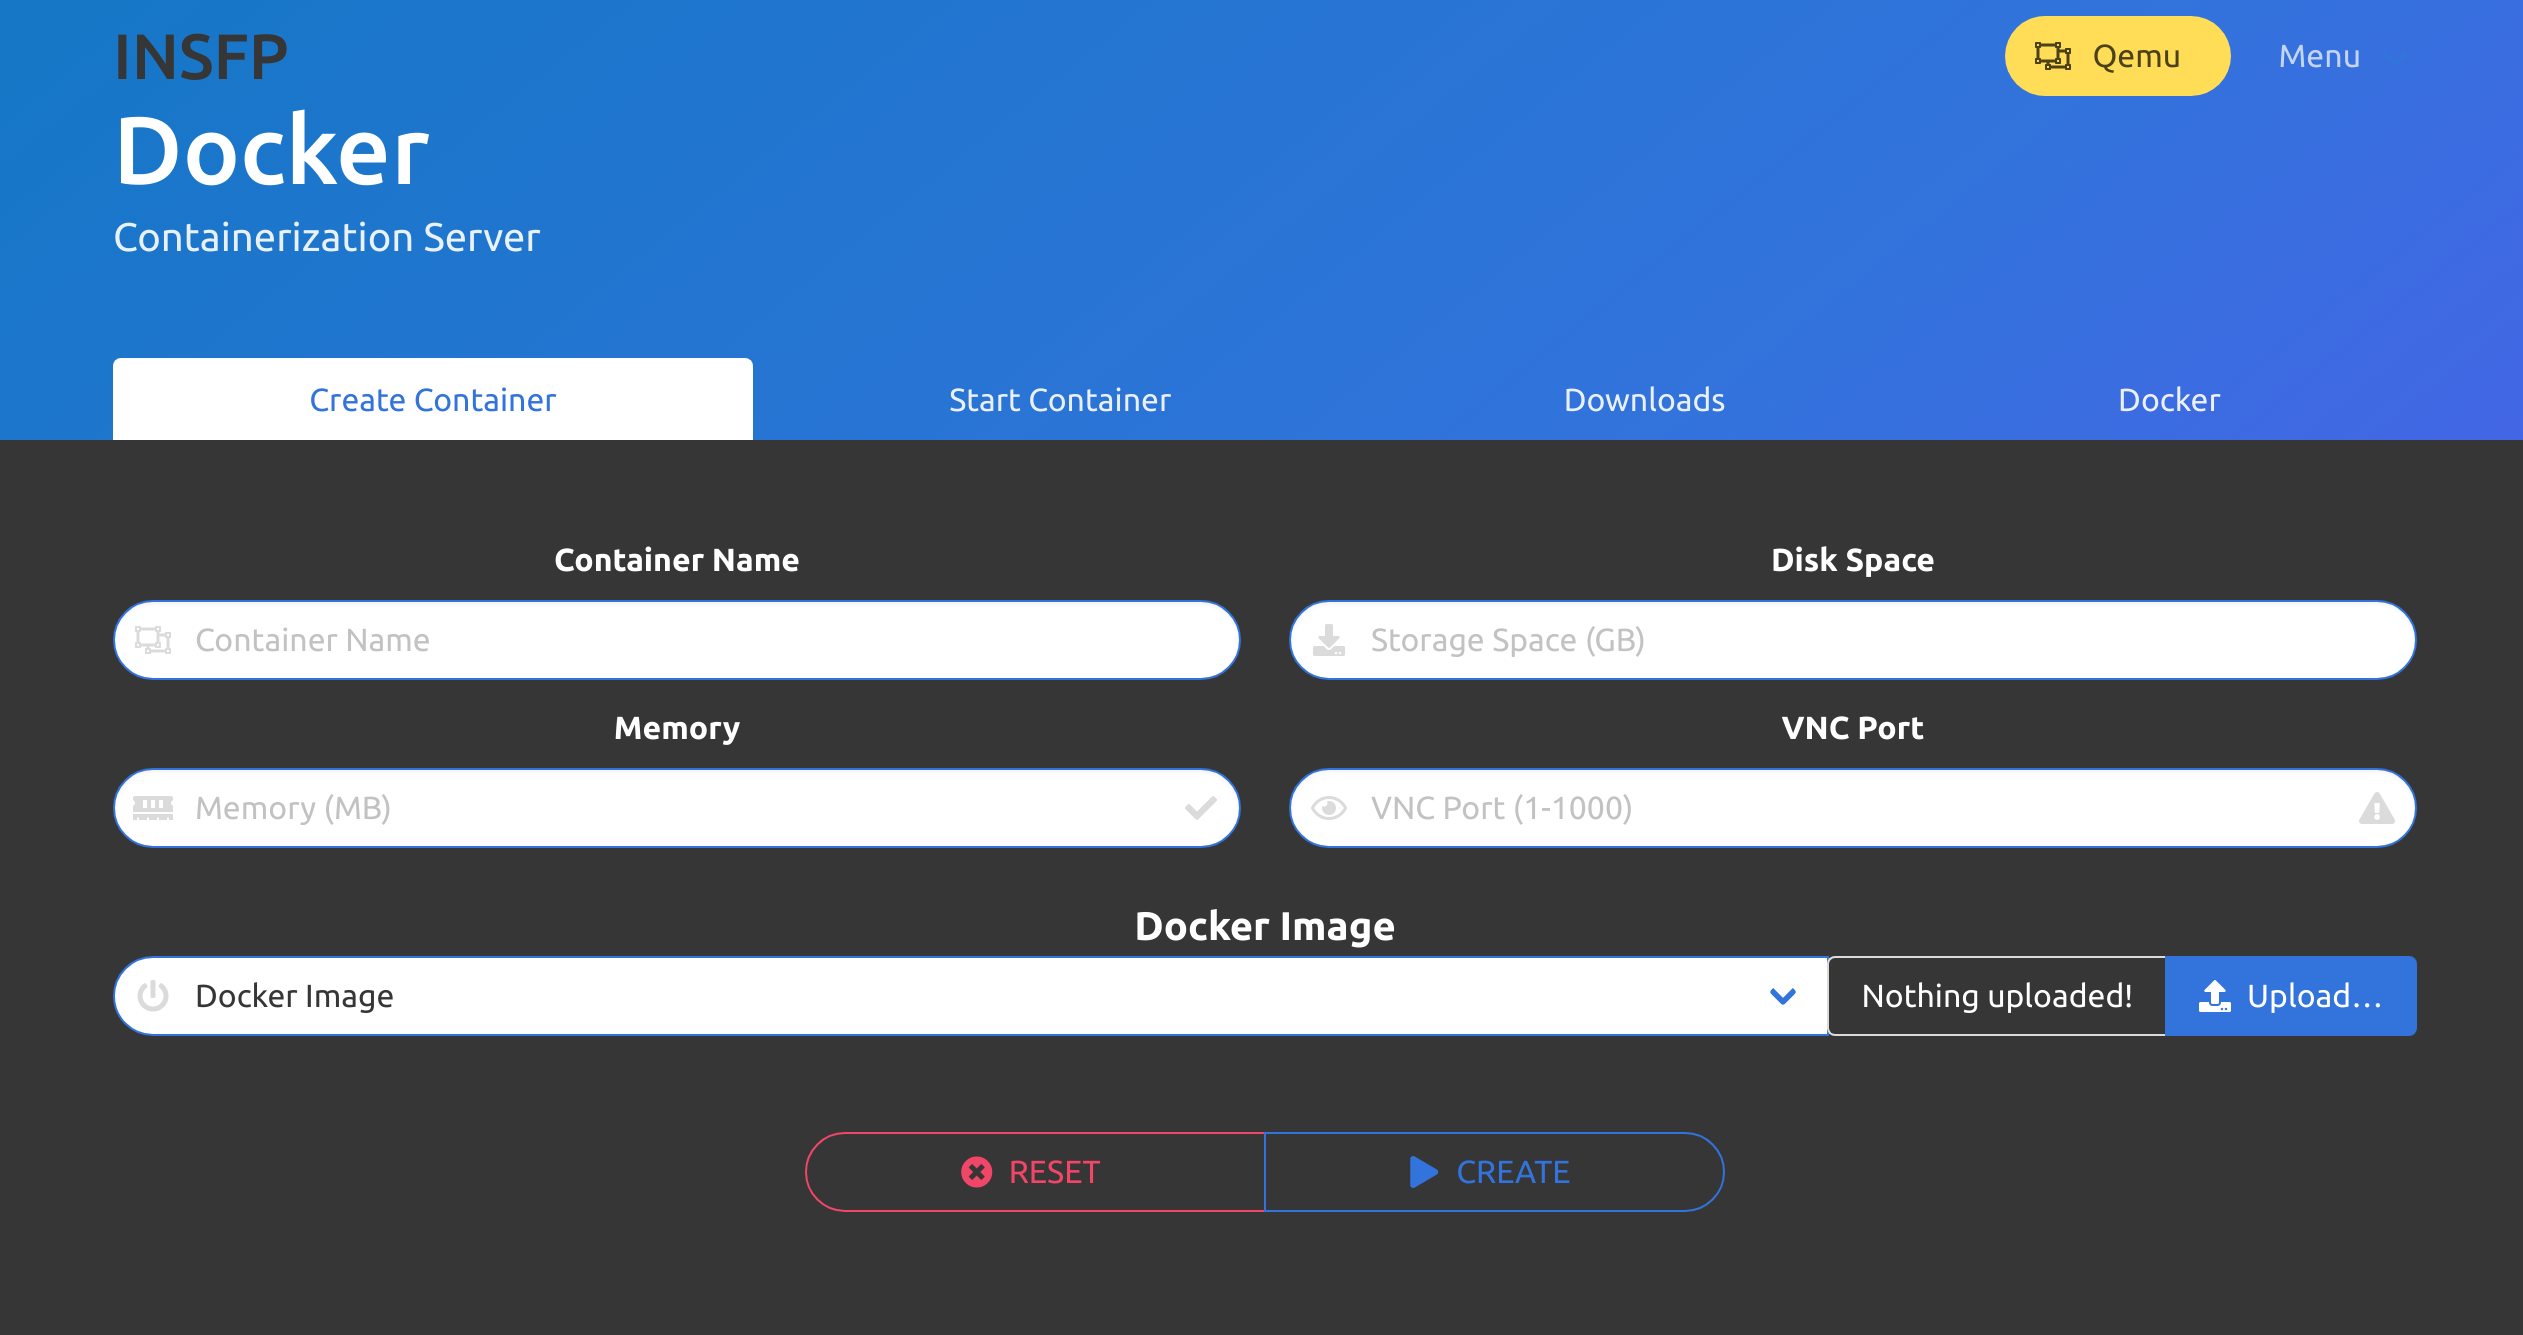 INSFP
Qemu
Menu
Docker
Containerization Server
Create Container
Start Container
Downloads
Docker
Container Name
Disk Space
Container Name
Storage Space (GB)
Memory
VNC Port
Memory (MB)
VNC Port (1-1000)
Docker Image
Docker Image
Nothing uploaded!
Upload...
RESET
CREATE